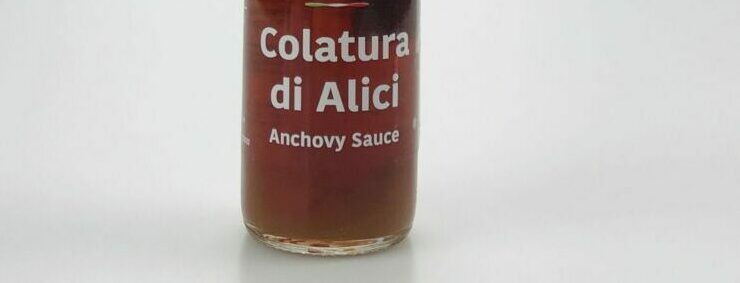 Colatura
di Alici
Anchovy Sauce